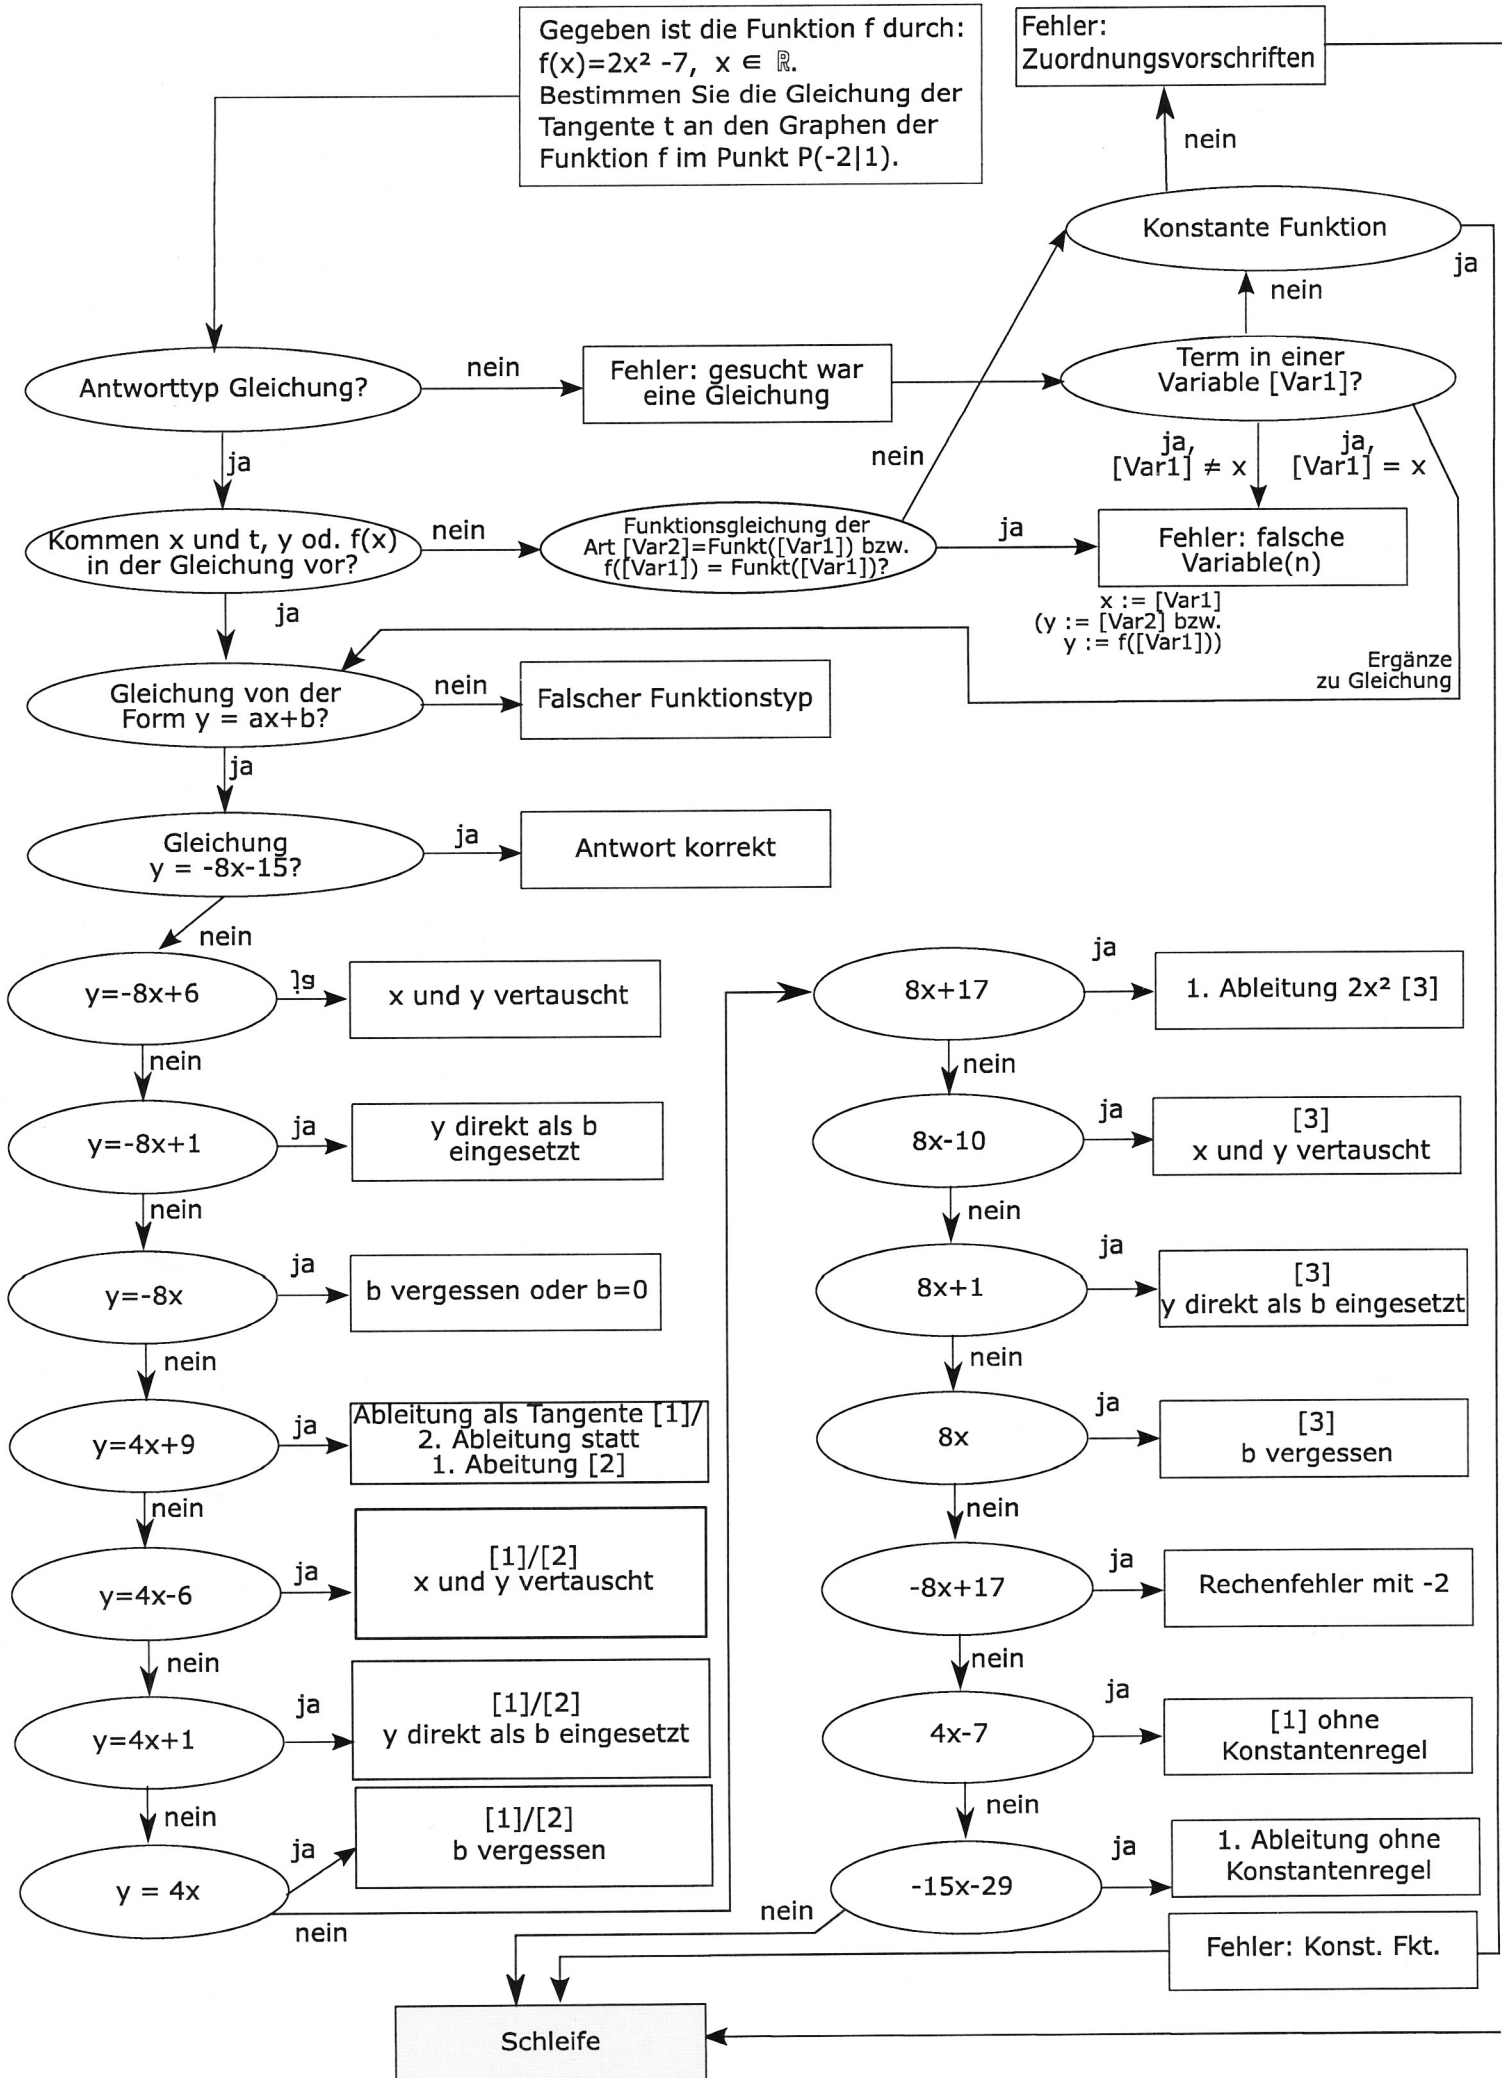 Gegeben ist die Funktion f durch:
f(x)=2x² -7, x ∈ ℝ.
Bestimmen Sie die Gleichung der
Tangente t an den Graphen der
Funktion f im Punkt P(-2|1).
Fehler:
Zuordnungsvorschriften
nein
Konstante Funktion
ja
nein
Antworttyp Gleichung?
nein
Fehler: gesucht war
eine Gleichung
Term in einer
Variable [Var1]?
ja
nein
ja,
[Var1] ≠ x
ja,
[Var1] = x
Kommen x und t, y od. f(x)
in der Gleichung vor?
nein
Funktionsgleichung der
Art [Var2]=Funkt([Var1]) bzw.
f([Var1]) = Funkt([Var1])?
ja
Fehler: falsche
Variable(n)
x := [Var1]
(y := [Var2] bzw.
y := f([Var1]))
ja
Ergänze
zu Gleichung
Gleichung von der
Form y = ax+b?
nein
Falscher Funktionstyp
ja
Gleichung
y = -8x-15?
ja
Antwort korrekt
nein
y=-8x+6
ja
x und y vertauscht
nein
y=-8x+1
ja
y direkt als b
eingesetzt
nein
y=-8x
ja
b vergessen oder b=0
nein
y=4x+9
ja
Ableitung als Tangente [1]/
2. Ableitung statt
1. Abeitung [2]
nein
y=4x-6
ja
[1]/[2]
x und y vertauscht
nein
y=4x+1
ja
[1]/[2]
y direkt als b eingesetzt
nein
y = 4x
ja
[1]/[2]
b vergessen
nein
8x+17
ja
1. Ableitung 2x² [3]
nein
8x-10
ja
[3]
x und y vertauscht
nein
8x+1
ja
[3]
y direkt als b eingesetzt
nein
8x
ja
[3]
b vergessen
nein
-8x+17
ja
Rechenfehler mit -2
nein
4x-7
ja
[1] ohne
Konstantenregel
nein
-15x-29
ja
1. Ableitung ohne
Konstantenregel
nein
Fehler: Konst. Fkt.
Schleife